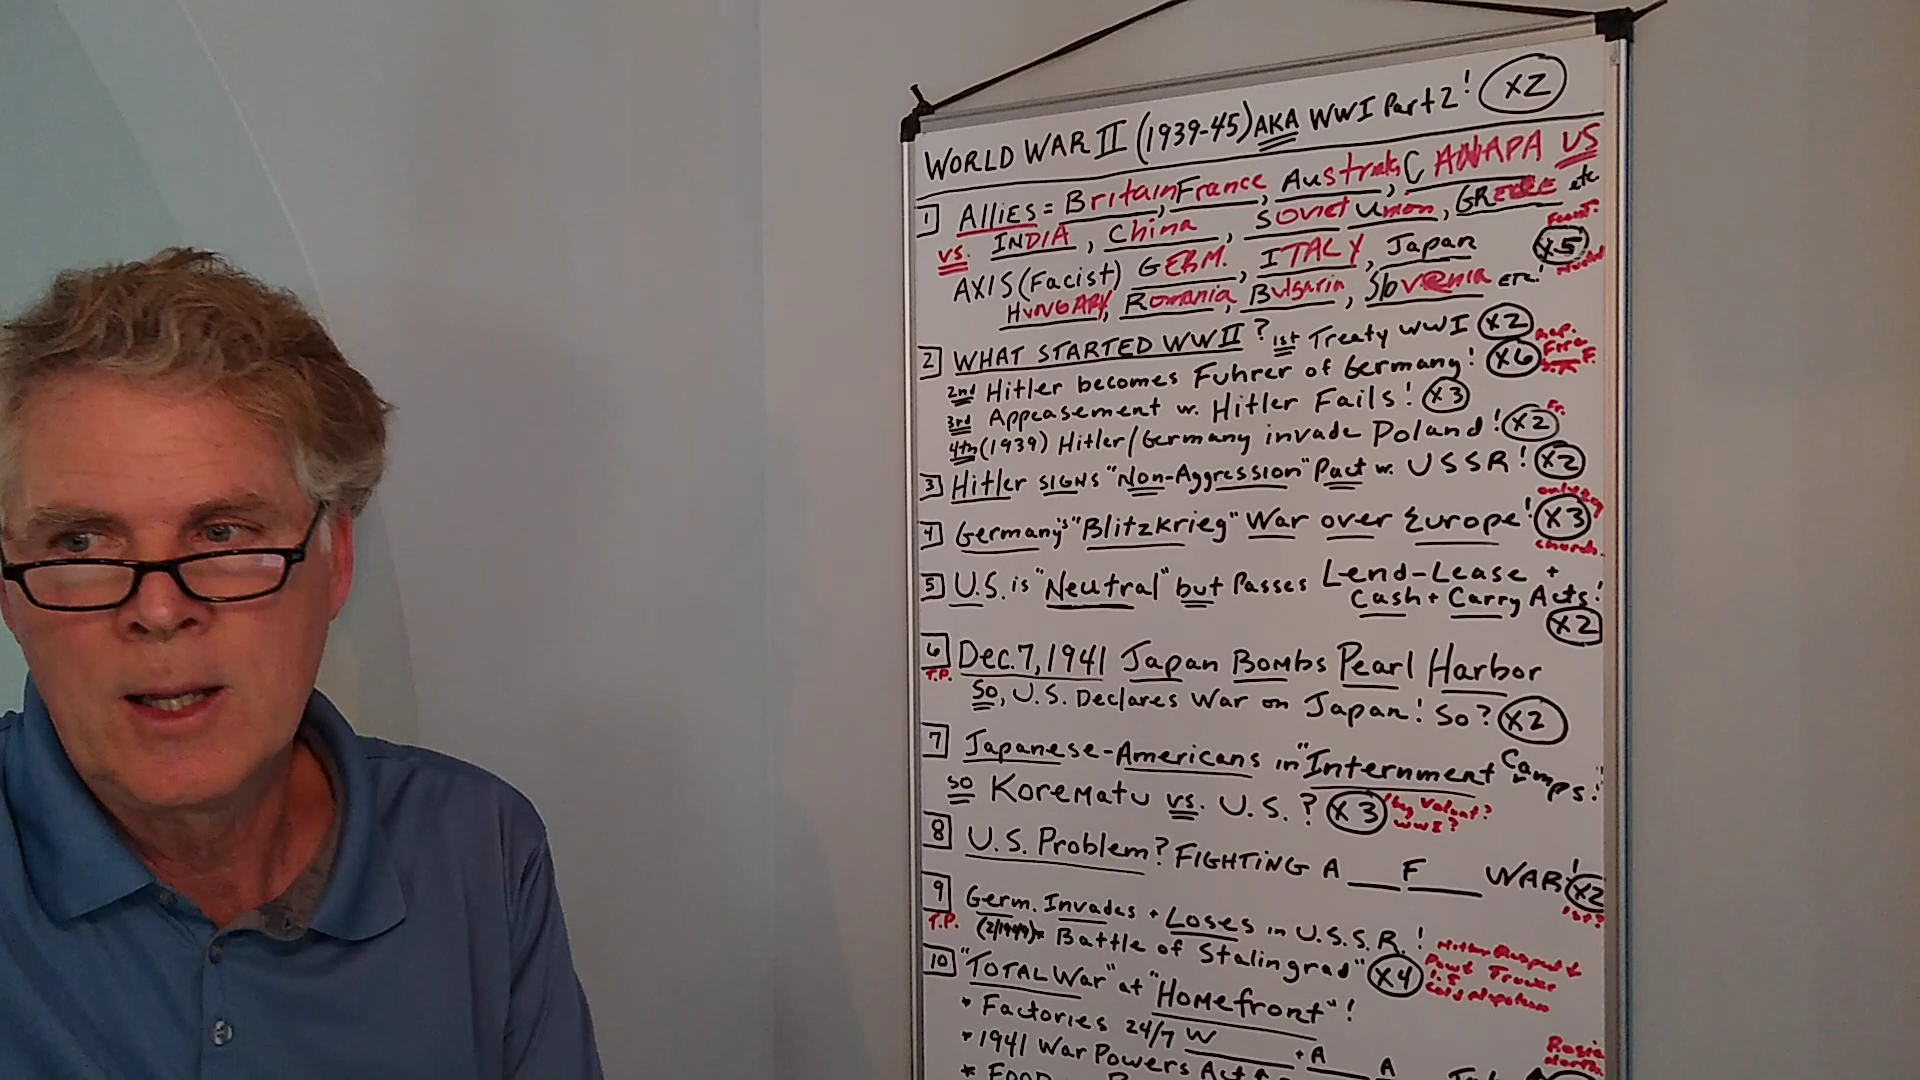 WORLD WAR II (1939-45) AKA WWI Part 2! X2
1 Allies = Britain, France, Australia, CANADA VS
vs. INDIA, China, Soviet Union, GREECE etc
AXIS (Facist) GERM., ITALY, Japan X5
HUNGARY, Romania, Bulgaria, Slovenia etc!
2 WHAT STARTED WWII? 1st Treaty WWI X2
2nd Hitler becomes Fuhrer of Germany! X6
3rd Appeasement w. Hitler Fails! X3
4th (1939) Hitler/Germany invade Poland! X2 Fr.
3 Hitler SIGNS "Non-Aggression" Pact w. USSR! X2
4 Germany's "Blitzkrieg" War over Europe! X3
church.
5 U.S. is "Neutral" but Passes Lend-Lease +
Cash + Carry Acts!
X2
6 Dec. 7, 1941 Japan Bombs Pearl Harbor
T.P. So, U.S. Declares War on Japan! So? X2
7 Japanese-Americans in "Internment Camps!"
so Korematu vs. U.S.? X3
WWI?
8 U.S. Problem? FIGHTING A ___ F ___ WAR! X2
9 Germ. Invades + Loses in U.S.S.R.!
T.P. Battle of Stalingrad" X4
10 "TOTAL War" at "Homefront"!
* Factories 24/7 W
* 1941 War Powers Act + A A